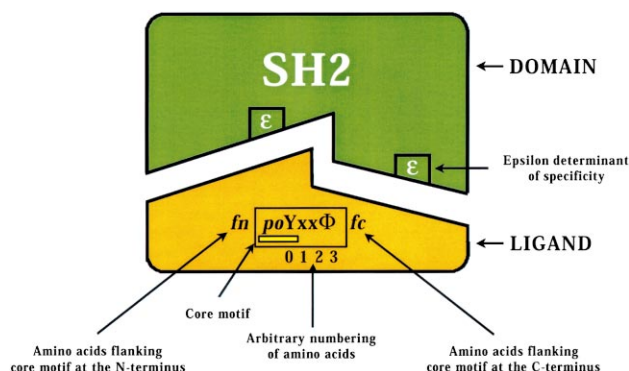 SH2
← DOMAIN
ε
ε
Epsilon determinant
of specificity
fn poYxxΦ fc
0 1 2 3
← LIGAND
Core motif
Arbitrary numbering
of amino acids
Amino acids flanking
core motif at the N-terminus
Amino acids flanking
core motif at the C-terminus